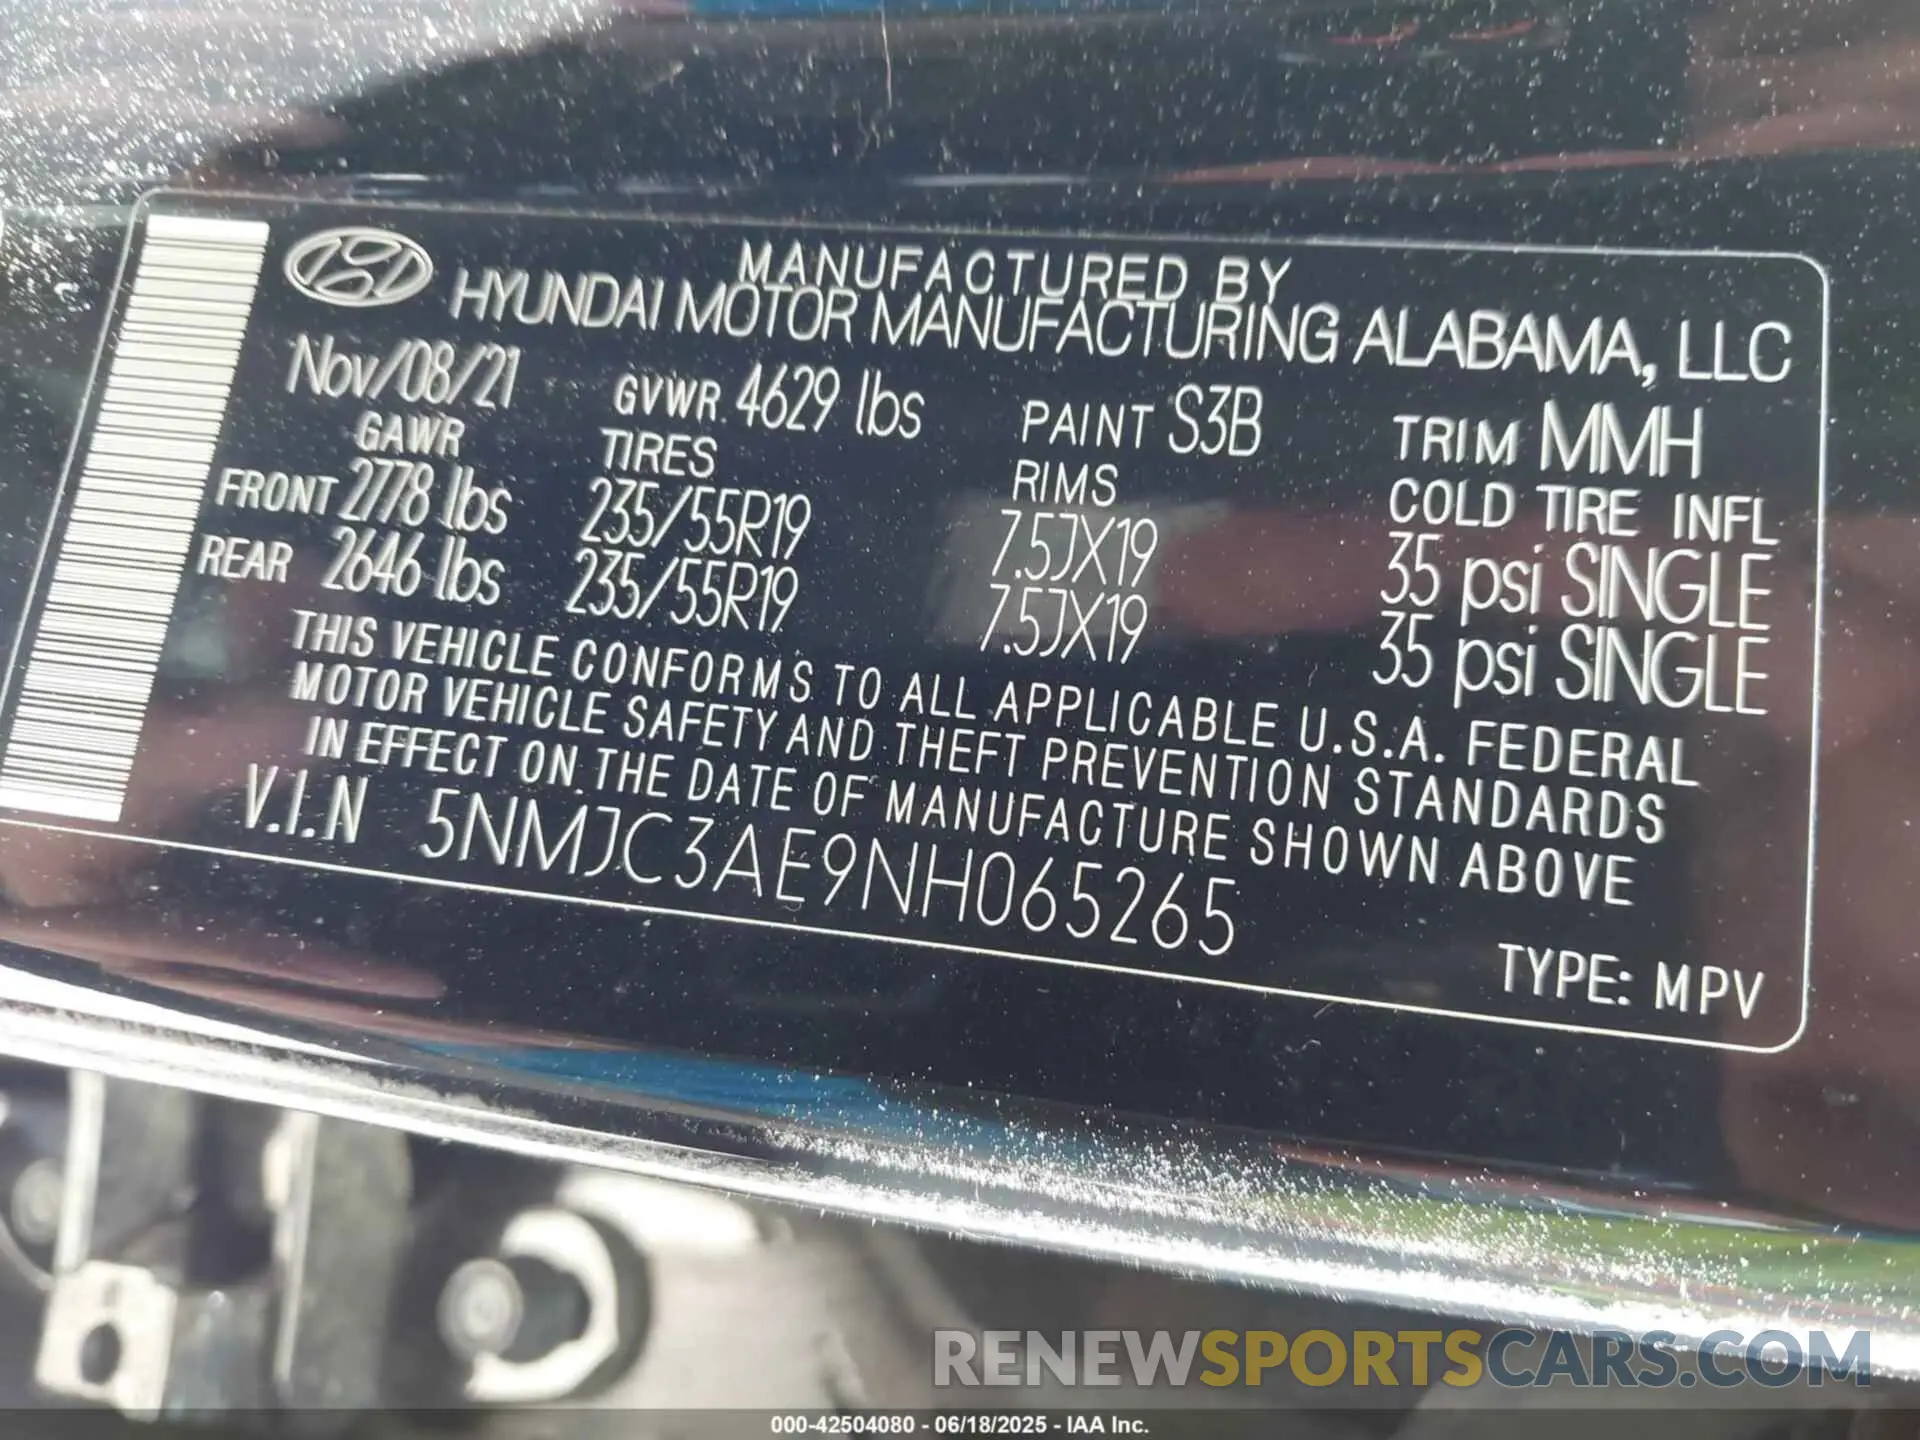 MANUFACTURED BY
HYUNDAI MOTOR MANUFACTURING ALABAMA, LLC
Nov/08/21 GVWR 4629 lbs PAINT S3B TRIM MMH
GAWR TIRES RIMS COLD TIRE INFL
FRONT 2778 lbs 235/55R19 7.5JX19 35 psi SINGLE
REAR 2646 lbs 235/55R19 7.5JX19 35 psi SINGLE
THIS VEHICLE CONFORMS TO ALL APPLICABLE U.S.A. FEDERAL
MOTOR VEHICLE SAFETY AND THEFT PREVENTION STANDARDS
IN EFFECT ON THE DATE OF MANUFACTURE SHOWN ABOVE
V.I.N 5NMJC3AE9NH065265
TYPE: MPV
RENEWSPORTSCARS.COM
000-42504080 - 06/18/2025 - IAA Inc.